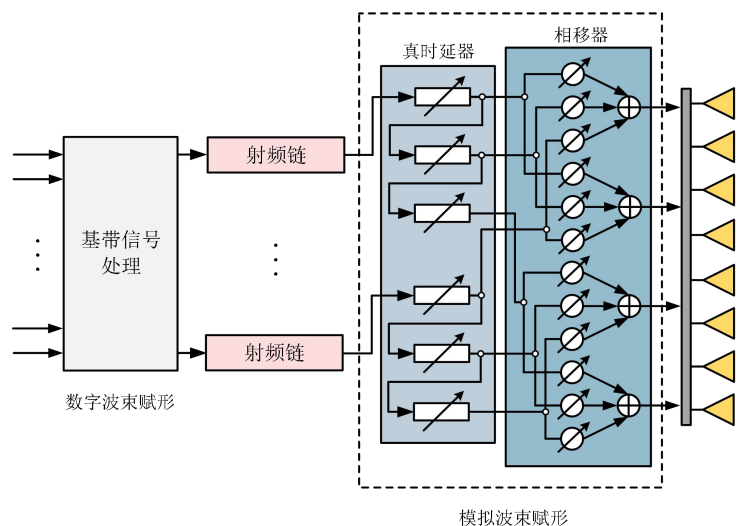 相移器
真时延器
射频链
基带信号
处理
射频链
数字波束赋形
模拟波束赋形